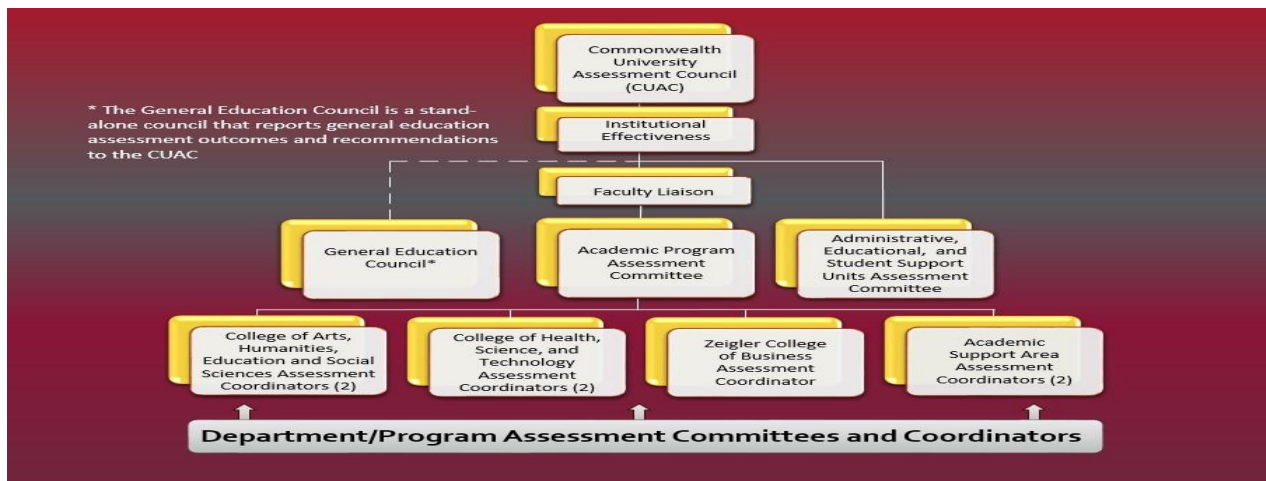 Commonwealth
University
Assessment Council
(CUAC)
* The General Education Council is a stand-
alone council that reports general education
assessment outcomes and recommendations
to the CUAC
Institutional
Effectiveness
Faculty Liaison
General Education
Council*
Academic Program
Assessment
Committee
Administrative,
Educational, and
Student Support
Units Assessment
Committee
College of Arts,
Humanities,
Education and Social
Sciences Assessment
Coordinators (2)
College of Health,
Science, and
Technology
Assessment
Coordinators (2)
Zeigler College
of Business
Assessment
Coordinator
Academic
Support Area
Assessment
Coordinators (2)
Department/Program Assessment Committees and Coordinators